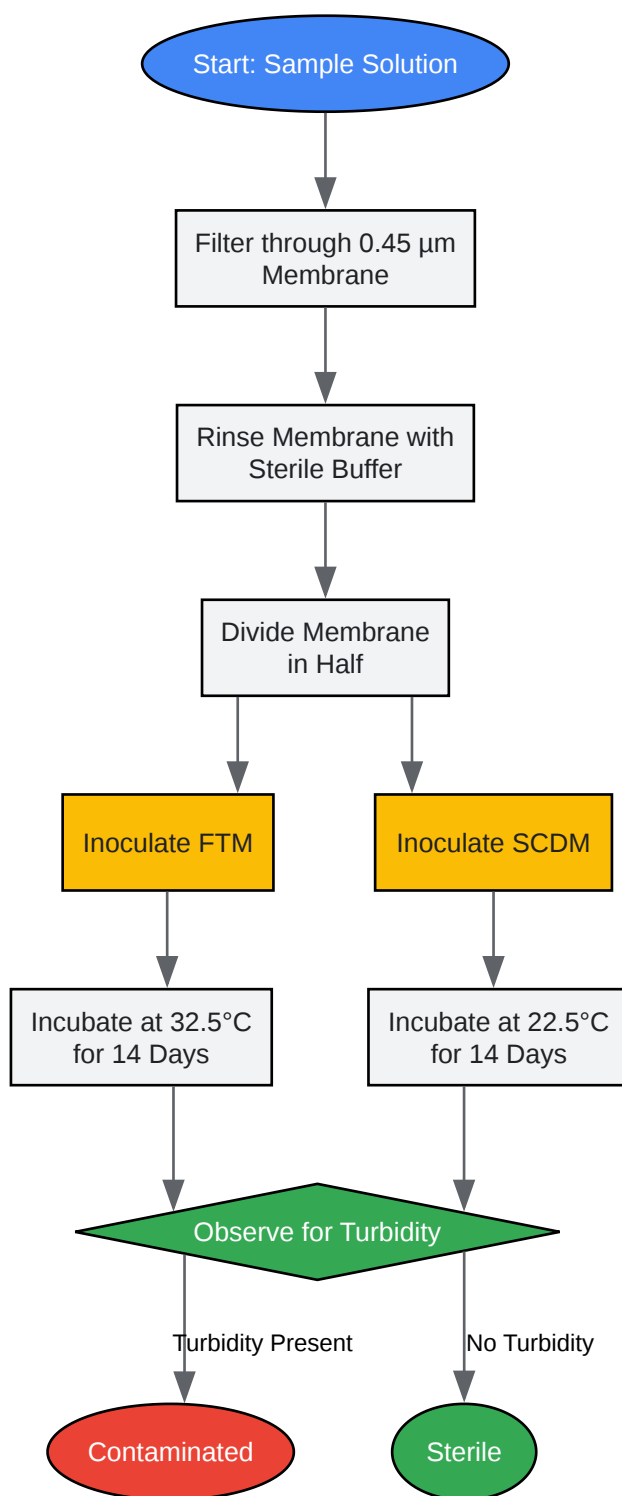 Start: Sample Solution
Filter through 0.45 µm
Membrane
Rinse Membrane with
Sterile Buffer
Divide Membrane
in Half
Inoculate FTM
Inoculate SCDM
Incubate at 32.5°C
for 14 Days
Incubate at 22.5°C
for 14 Days
Observe for Turbidity
Turbidity Present
No Turbidity
Contaminated
Sterile